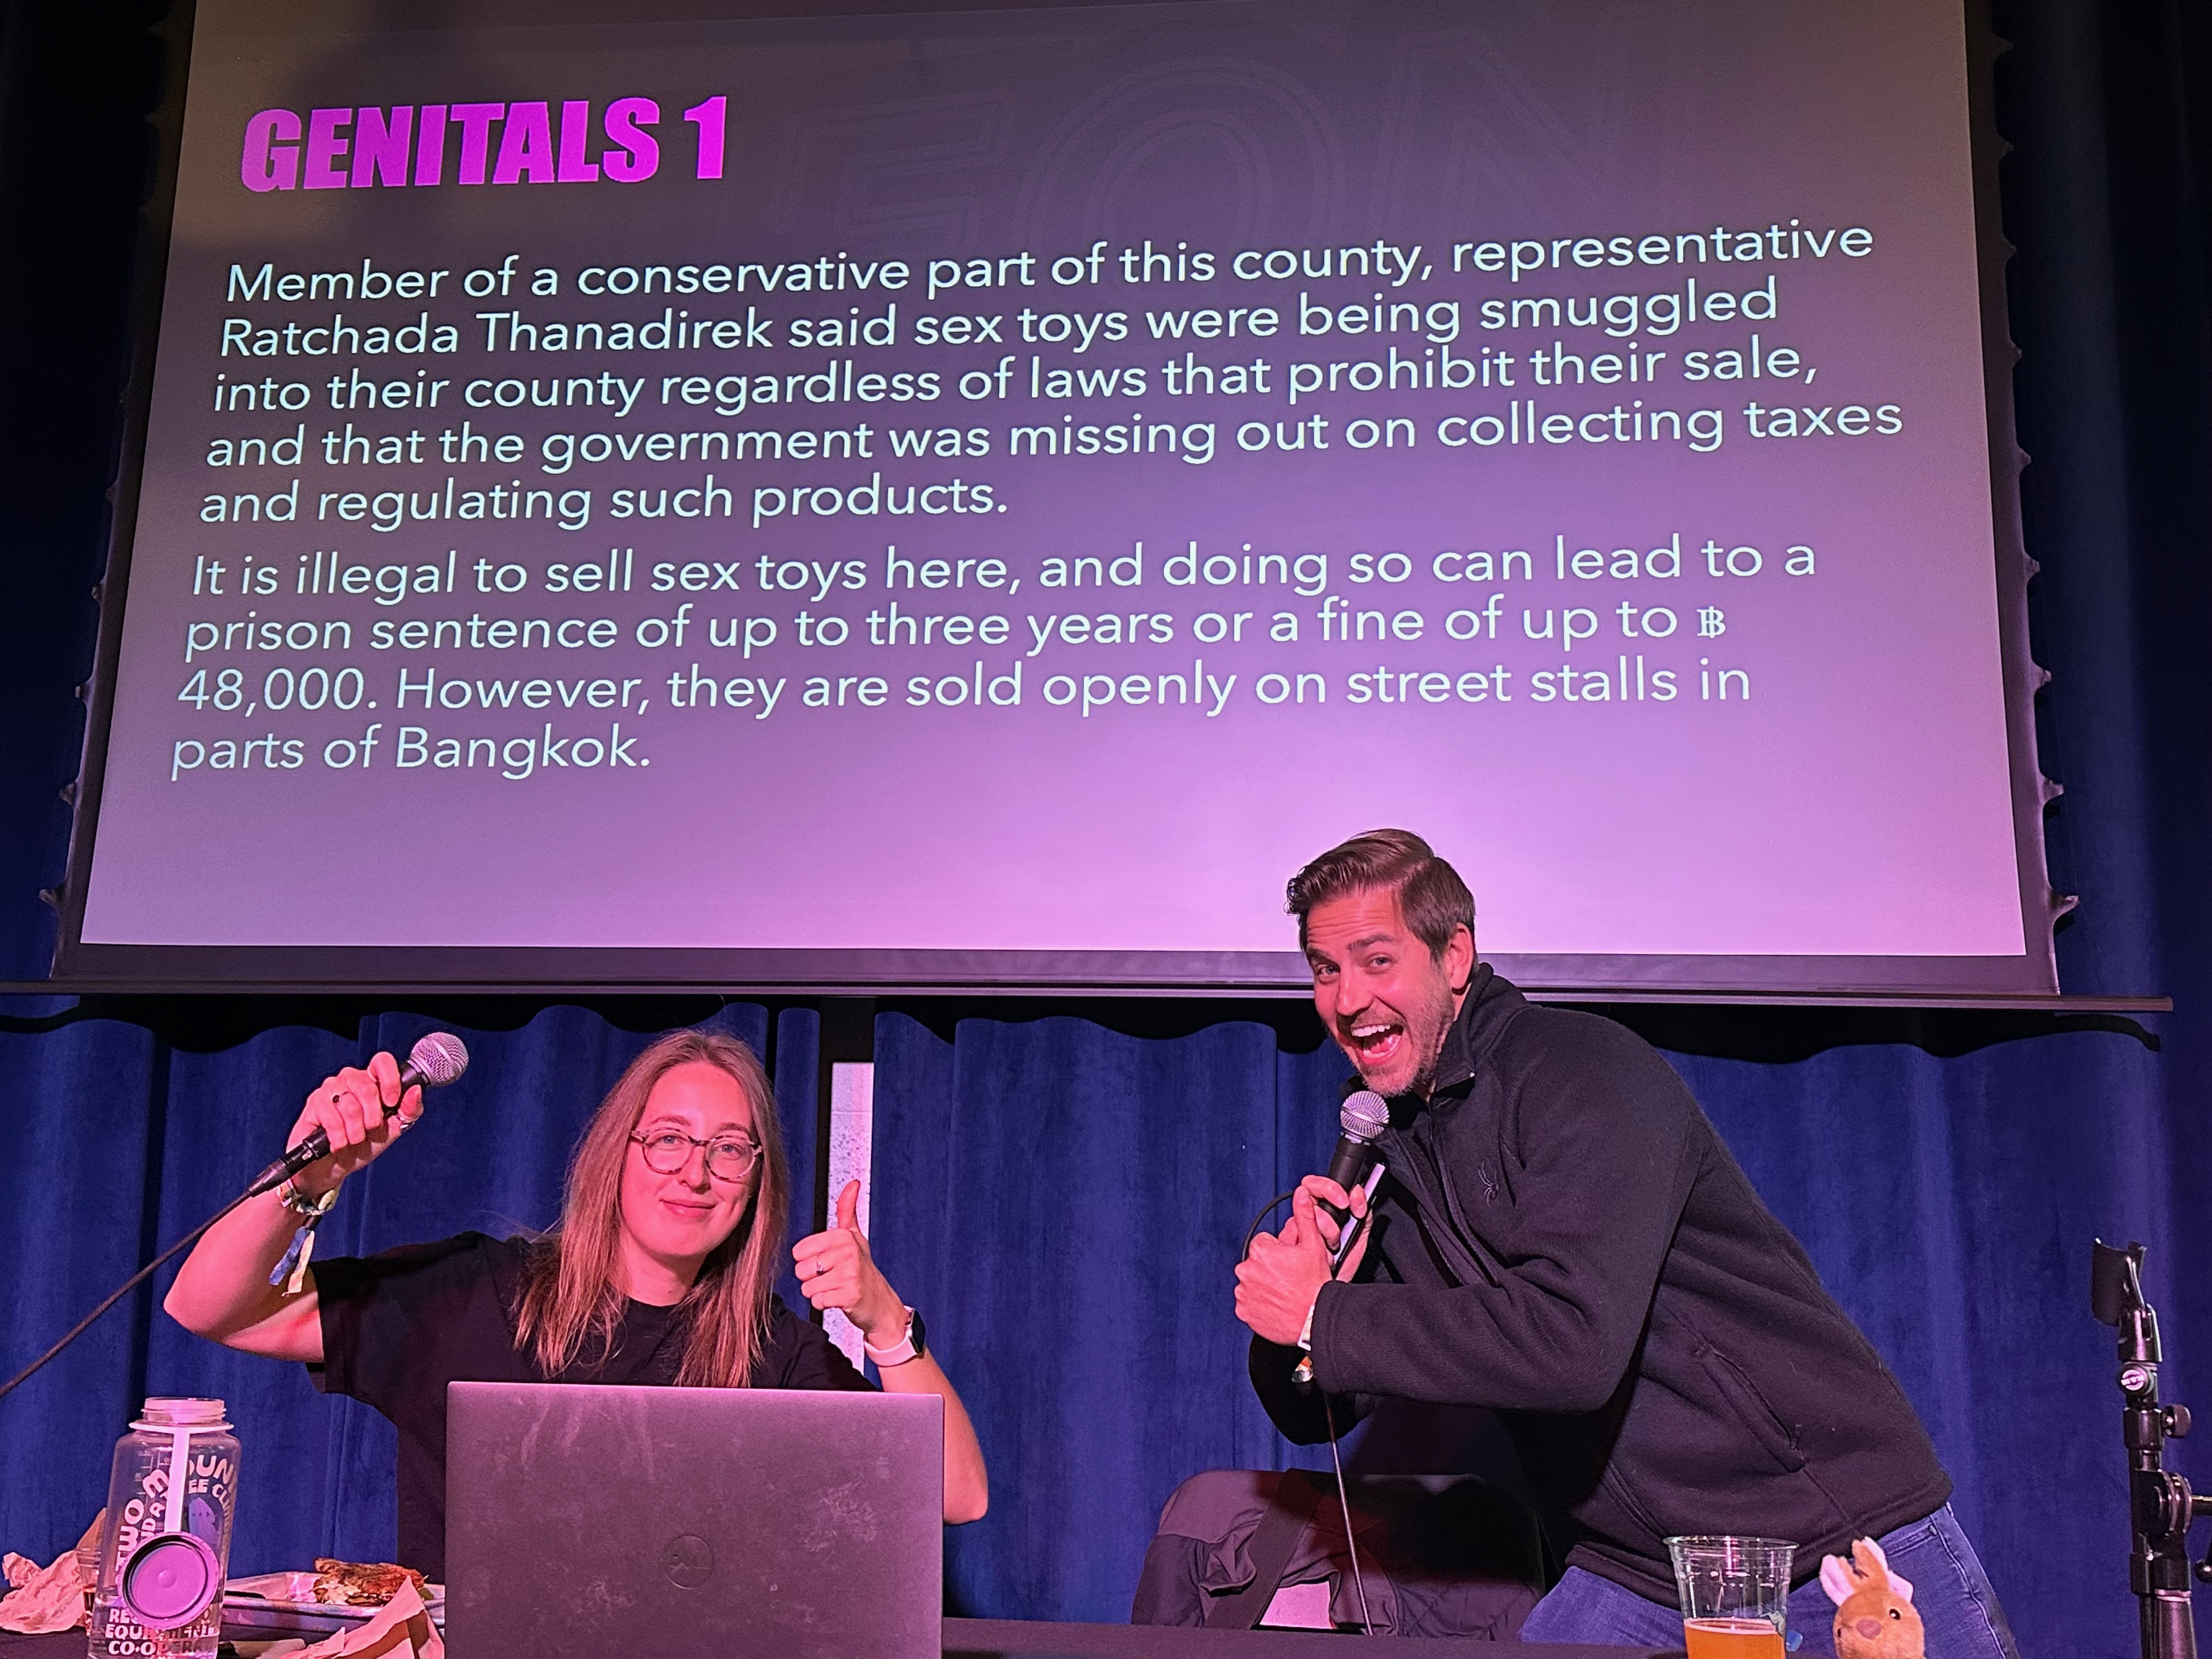 GENITALS 1
Member of a conservative part of this county, representative
Ratchada Thanadirek said sex toys were being smuggled
into their county regardless of laws that prohibit their sale,
and that the government was missing out on collecting taxes
and regulating such products.
It is illegal to sell sex toys here, and doing so can lead to a
prison sentence of up to three years or a fine of up to ฿
48,000. However, they are sold openly on street stalls in
parts of Bangkok.
DELL
TWO
CO-OP